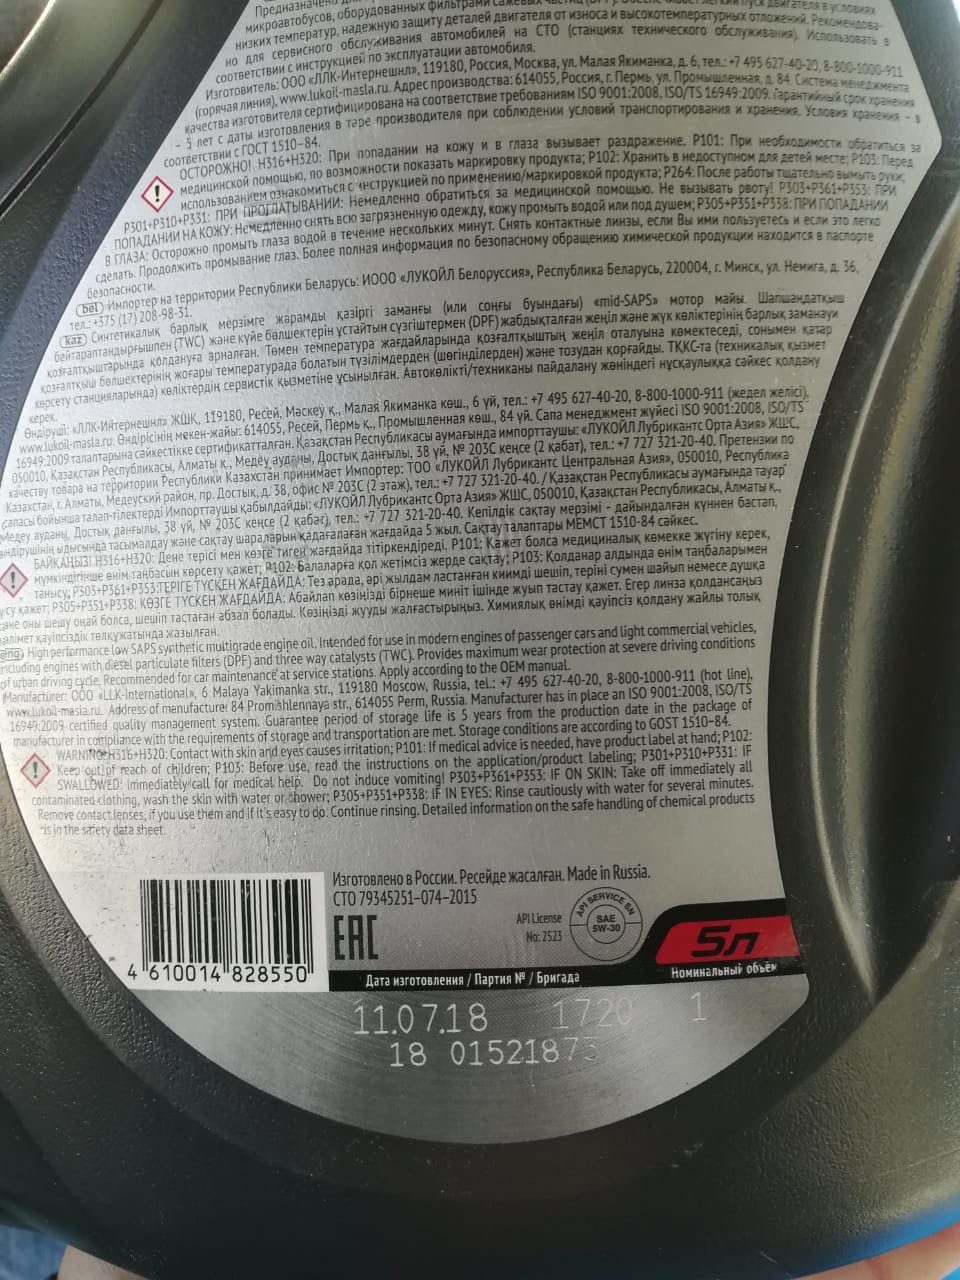 микроавтобусов, оборудованных фильтрами сажевых частиц
низких температур, надежную защиту деталей двигателя от износа и высокотемпературных отложений. Рекомендова-
но для сервисного обслуживания автомобилей на СТО (станциях технического обслуживания). Использовать в
соответствии с инструкцией по эксплуатации автомобиля.
Изготовитель: ООО «ЛЛК-Интернешнл», 119180, Россия, Москва, ул. Малая Якиманка, д. 6, тел.: +7 495 627-40-20, 8-800-1000-911
(горячая линия), www.lukoil-masla.ru. Адрес производства: 614055, Россия, г. Пермь, ул. Промышленная, д. 84. Система менеджмента
качества изготовителя сертифицирована на соответствие требованиям ISO 9001:2008, ISO/TS 16949:2009. Гарантийный срок хранения
– 5 лет с даты изготовления в таре производителя при соблюдении условий транспортирования и хранения. Условия хранения – в
соответствии с ГОСТ 1510–84.
ОСТОРОЖНО! H316+H320: При попадании на кожу и в глаза вызывает раздражение. P101: При необходимости обратиться за
медицинской помощью, по возможности показать маркировку продукта; P102: Хранить в недоступном для детей месте; P103: Перед
использованием ознакомиться с инструкцией по применению/маркировкой продукта; P264: После работы тщательно вымыть руки;
P301+P310+P331: ПРИ ПРОГЛАТЫВАНИИ: Немедленно обратиться за медицинской помощью. Не вызывать рвоту! P303+P361+P353: ПРИ
ПОПАДАНИИ НА КОЖУ: Немедленно снять всю загрязненную одежду, кожу промыть водой или под душем; P305+P351+P338: ПРИ ПОПАДАНИИ
В ГЛАЗА: Осторожно промыть глаза водой в течение нескольких минут. Снять контактные линзы, если Вы ими пользуетесь и если это легко
сделать. Продолжить промывание глаз. Более полная информация по безопасному обращению химической продукции находится в паспорте
безопасности.
bel Импортер на территории Республики Беларусь: ИООО «ЛУКОЙЛ Белоруссия», Республика Беларусь, 220004, г. Минск, ул. Немига, д. 36,
тел.: +375 (17) 208-98-31.
kaz Синтетикалық барлық мерзімге жарамды қазіргі заманғы (или соңғы буындағы) «mid-SAPS» мотор майы. Шапшаңдатқыш
бейтараптандырғышпен (TWC) және күйе бөлшектерін ұстайтын сүзгіштермен (DPF) жабдықталған жеңіл және жүк көліктерінің барлық заманауи
қозғалтқыштарында қолдануға арналған. Төмен температура жағдайларында қозғалтқыштың жеңіл оталуына көмектеседі, сонымен қатар
қозғалтқыш бөлшектерінің жоғары температурада болатын түзілімдерден (шөгінділерден) және тозудан қорғайды. ТҚКС-та (техникалық қызмет
көрсету станцияларында) көліктердің сервистік қызметіне ұсынылған. Автокөлікті/техниканы пайдалану жөніндегі нұсқаулыққа сәйкес қолдану
керек.
Өндіруші: «ЛЛК-Интернешнл» ЖШК, 119180, Ресей, Мәскеу қ., Малая Якиманка көш., 6 үй, тел.: +7 495 627-40-20, 8-800-1000-911 (жедел желісі),
www.lukoil-masla.ru. Өндірісінің мекен-жайы: 614055, Ресей, Пермь қ., Промышленная көш., 84 үй. Сапа менеджмент жүйесі ISO 9001:2008, ISO/TS
16949:2009 талаптарына сәйкестікке сертификатталған. Қазақстан Республикасы аумағында импорттаушы: «ЛУКОЙЛ Лубрикантс Орта Азия» ЖШС,
050010, Қазақстан Республикасы, Алматы қ., Медеу ауданы, Достық даңғылы, 38 үй, № 203С кеңсе (2 қабат), тел.: +7 727 321-20-40. Претензии по
качеству товара на территории Республики Казахстан принимает Импортер: ТОО «ЛУКОЙЛ Лубрикантс Центральная Азия», 050010, Республика
Казахстан, г. Алматы, Медеуский район, пр. Достык, д. 38, офис № 203С (2 этаж), тел.: +7 727 321-20-40. / Қазақстан Республикасы аумағында тауар
сапасы бойынша талап-тілектерді Импорттаушы қабылдайды: «ЛУКОЙЛ Лубрикантс Орта Азия» ЖШС, 050010, Қазақстан Республикасы, Алматы қ.,
Медеу ауданы, Достық даңғылы, 38 үй, № 203С кеңсе (2 қабат), тел.: +7 727 321-20-40. Кепілдік сақтау мерзімі - дайындалған күннен бастап,
өндірушінің ыдысында тасымалдау және сақтау шараларын қадағалаған жағдайда 5 жыл. Сақтау талаптары МЕМСТ 1510-84 сәйкес.
БАЙҚАҢЫЗ! H316+H320: Дене терісі мен көзге тиген жағдайда тітіркендіреді. P101: Қажет болса медициналық көмекке жүгіну керек,
мүмкіндігінше өнім таңбасын көрсету қажет; P102: Балаларға қол жетімсіз жерде сақтау; P103: Қолданар алдында өнім таңбаларымен
танысу; P303+P361+P353:ТЕРІГЕ ТҮСКЕН ЖАҒДАЙДА: Тез арада, әрі жылдам ластанған киімді шешіп, теріні сумен шайып немесе душка
түсу қажет; P305+P351+P338: КӨЗГЕ ТҮСКЕН ЖАҒДАЙДА: Абайлап көзіңізді бірнеше миніт ішінде жуып тастау қажет. Егер линза қолдансаңыз
және оны шешу оңай болса, шешіп тастаған абзал болады. Көзіңізді жууды жалғастырыңыз. Химиялық өнімді қауіпсіз қолдану жайлы толық
мәлімет қауіпсіздік төлқұжатында жазылған.
eng High performance low SAPS synthetic multigrade engine oil. Intended for use in modern engines of passenger cars and light commercial vehicles,
including engines with diesel particulate filters (DPF) and three way catalysts (TWC). Provides maximum wear protection at severe driving conditions
of urban driving cycle. Recommended for car maintenance at service stations. Apply according to the OEM manual.
Manufacturer: OOO «LLK-International», 6 Malaya Yakimanka str., 119180 Moscow, Russia, tel.: +7 495 627-40-20, 8-800-1000-911 (hot line),
www.lukoil-masla.ru. Address of manufacturer: 84 Promishlennaya str., 614055 Perm, Russia. Manufacturer has in place an ISO 9001:2008, ISO/TS
16949:2009 certified quality management system. Guarantee period of storage life is 5 years from the production date in the package of
manufacturer in compliance with the requirements of storage and transportation are met. Storage conditions are according to GOST 1510–84.
WARNING: H316+H320: Contact with skin and eyes causes irritation; P101: If medical advice is needed, have product label at hand; P102:
Keep out of reach of children; P103: Before use, read the instructions on the application/product labeling; P301+P310+P331: IF
SWALLOWED: Immediately call for medical help. Do not induce vomiting! P303+P361+P353: IF ON SKIN: Take off immediately all
contaminated clothing, wash the skin with water or shower; P305+P351+P338: IF IN EYES: Rinse cautiously with water for several minutes.
Remove contact lenses, if you use them and if it's easy to do. Continue rinsing. Detailed information on the safe handling of chemical products
is in the safety data sheet.
Изготовлено в России. Ресейде жасалған. Made in Russia.
СТО 79345251–074–2015
EAC
API License
No: 2523
API SERVICE SN
SAE
5W-30
5л
Номинальный объём
4 610014 828550
Дата изготовления / Партия № / Бригада
11.07.18 1720 1
18 01521873